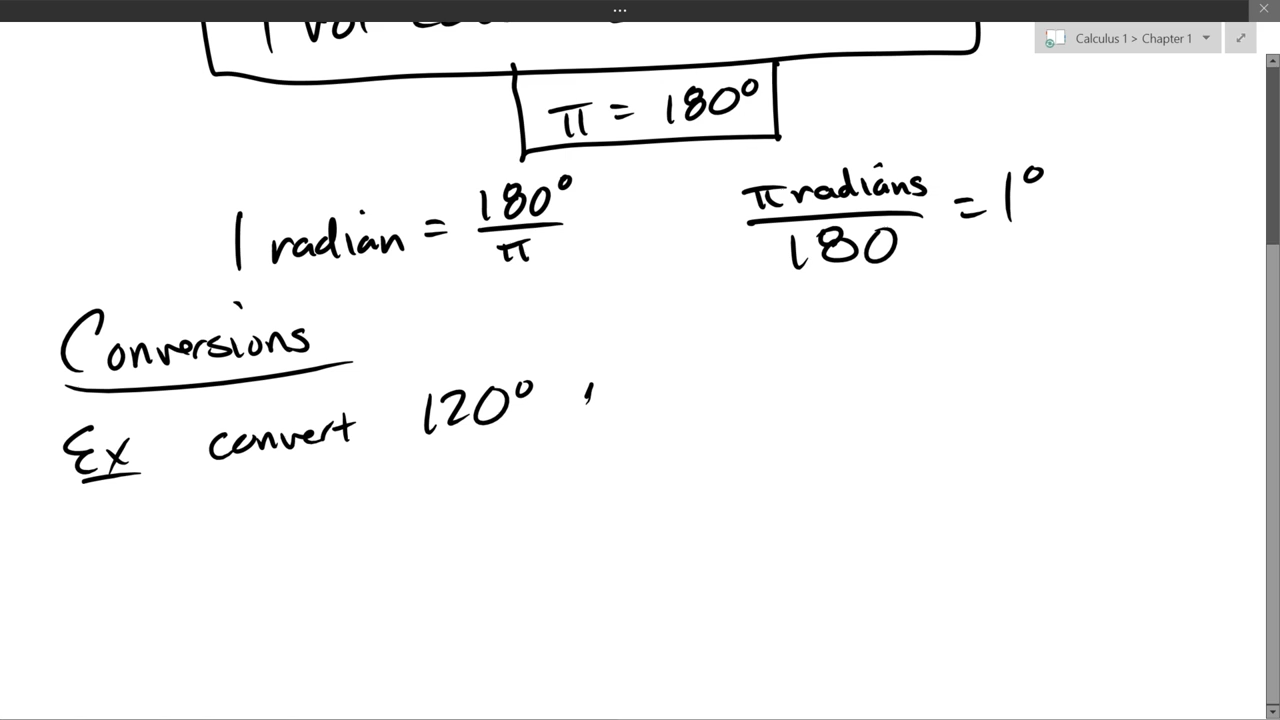 ...
Calculus 1 > Chapter 1
π = 180°
1 radian = 180° / π
π radians / 180 = 1°
Conversions
Ex convert 120°